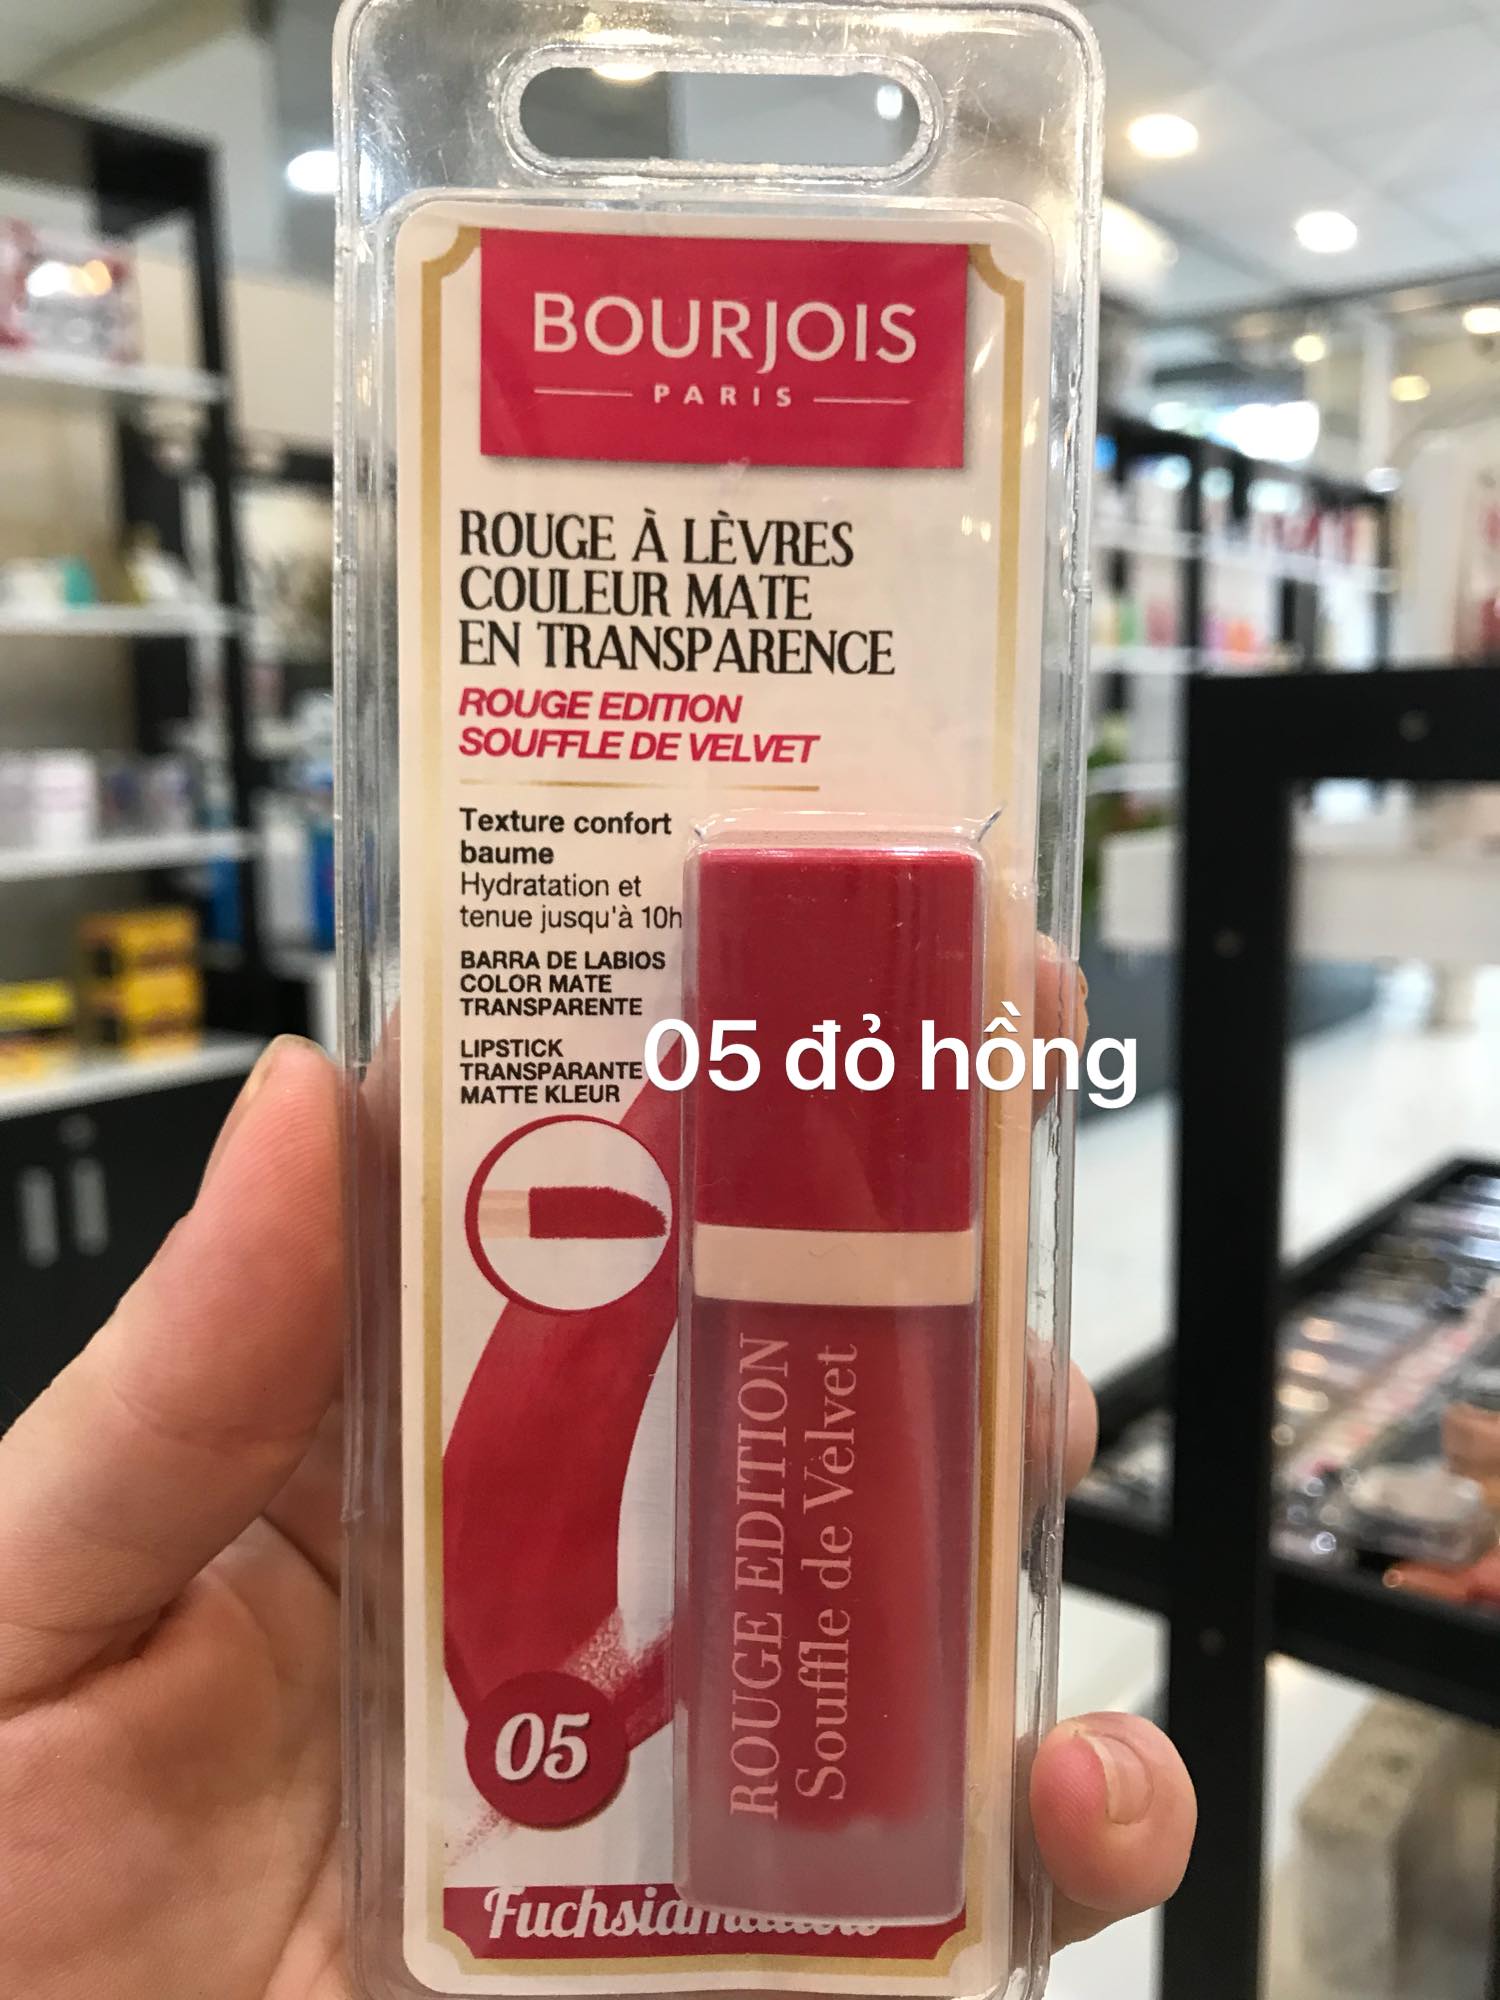 BOURJOIS
PARIS
ROUGE À LÈVRES
COULEUR MATE
EN TRANSPARENCE
ROUGE EDITION
SOUFFLE DE VELVET
Texture confort
baume
Hydratation et
tenue jusqu'à 10h
BARRA DE LABIOS
COLOR MATE
TRANSPARENTE
LIPSTICK
TRANSPARANTE
MATTE KLEUR
05 đỏ hồng
ROUGE EDITION
Souffle de Velvet
05